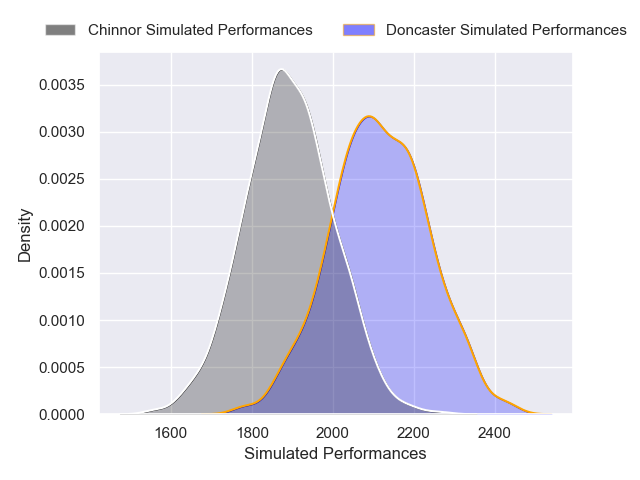 Chinnor Simulated Performances Doncaster Simulated Performances
0.0035
0.0030
0.0025
0.0020
0.0015
0.0010
0.0005
0.0000
Density
1600 1800 2000 2200 2400
Simulated Performances